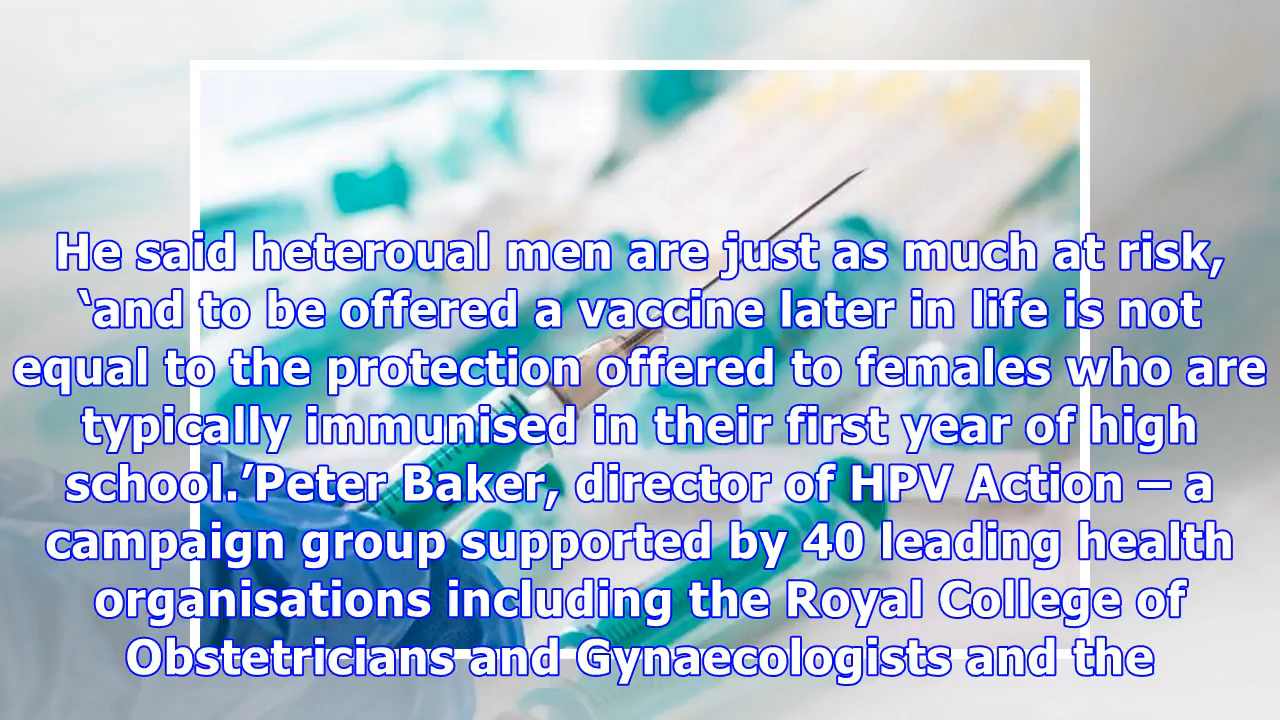 He said heteroual men are just as much at risk,
‘and to be offered a vaccine later in life is not
equal to the protection offered to females who are
typically immunised in their first year of high
school.’Peter Baker, director of HPV Action – a
campaign group supported by 40 leading health
organisations including the Royal College of
Obstetricians and Gynaecologists and the